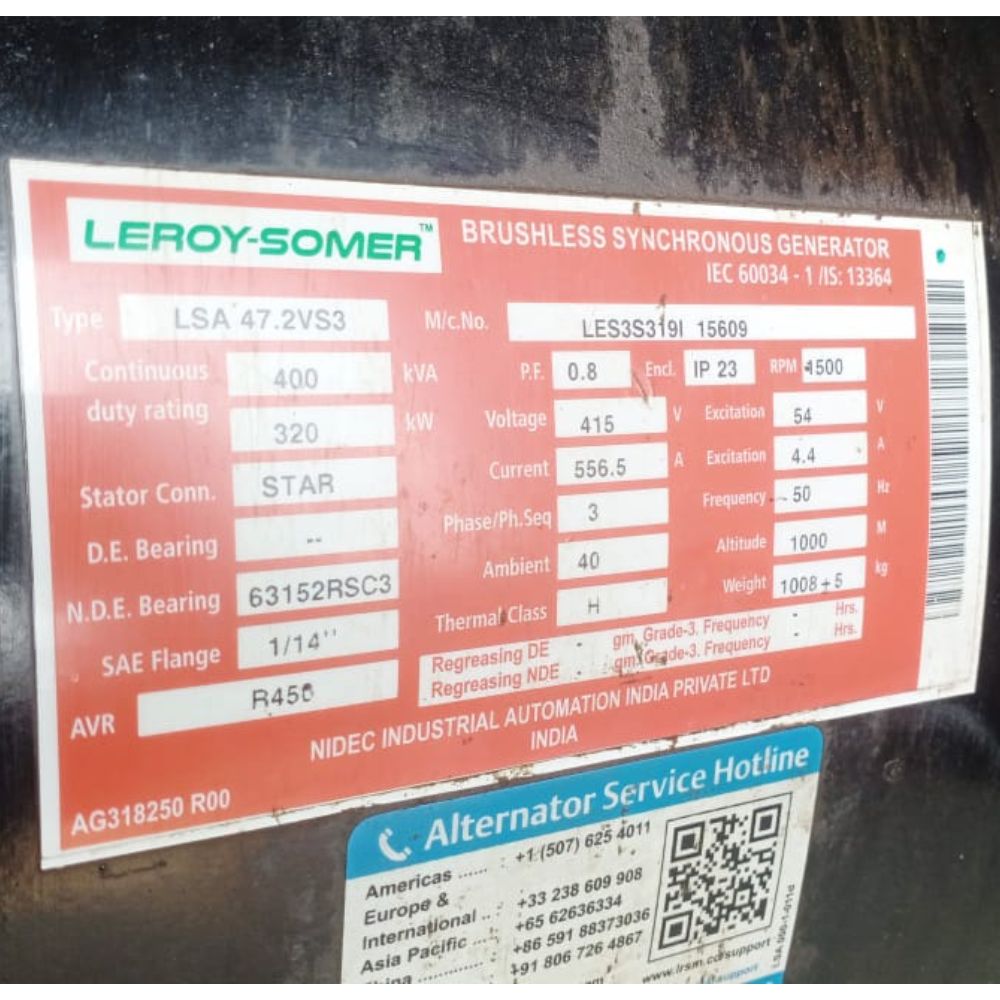 LEROY-SOMER™
BRUSHLESS SYNCHRONOUS GENERATOR
IEC 60034 - 1 /IS: 13364
Type LSA 47.2VS3 M/c.No. LES3S319I 15609
Continuous duty rating 400 kVA
320 kW
P.F. 0.8 Encl. IP 23 RPM 1500
Voltage 415 V Excitation 54 V
Stator Conn. STAR Current 556.5 A Excitation 4.4 A
D.E. Bearing -- Phase/Ph.Seq 3 Frequency 50 Hz
N.D.E. Bearing 63152RSC3 Ambient 40 Altitude 1000 M
SAE Flange 1/14'' Thermal Class H Weight 1008+5 kg
Regreasing DE - gm. Grade-3. Frequency - Hrs.
Regreasing NDE - gm. Grade-3. Frequency - Hrs.
AVR R450
NIDEC INDUSTRIAL AUTOMATION INDIA PRIVATE LTD
INDIA
AG318250 R00
Alternator Service Hotline
Americas ...... : +1 (507) 625 4011
Europe &
International .. : +33 238 609 908
Asia Pacific .... : +65 62636334
: +86 591 88373036
+91 806 726 4867
www.lrsm.co/support